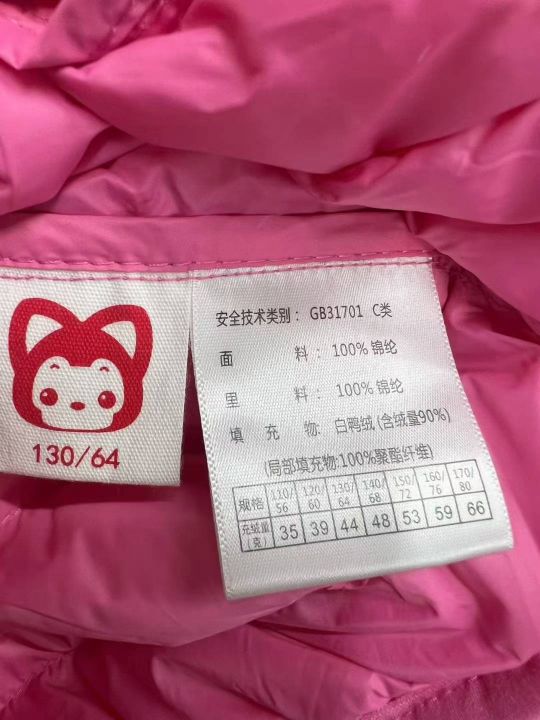 130/64
安全技术类别: GB31701 C类
面 料: 100% 锦纶
里 料: 100% 锦纶
填 充 物: 白鸭绒 (含绒量90%)
(局部填充物:100%聚酯纤维)
规格 110/56 120/60 130/64 140/68 150/72 160/76 170/80
充绒量(克) 35 39 44 48 53 59 66